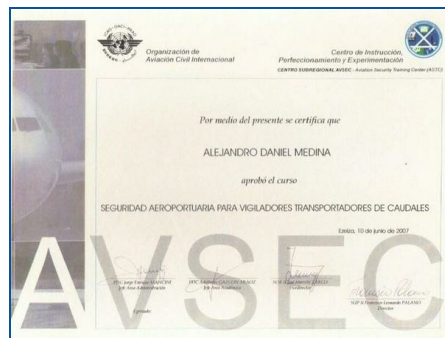 Organización de
Aviación Civil Internacional
Centro de Instrucción,
Perfeccionamiento y Experimentación
CENTRO SUBREGIONAL AVSEC - Aviation Security Training Center (ASTC)
Por medio del presente se certifica que
ALEJANDRO DANIEL MEDINA
aprobó el curso
SEGURIDAD AEROPORTUARIA PARA VIGILADORES TRANSPORTADORES DE CAUDALES
Ezeiza, 10 de junio de 2007
AVSEC
Director